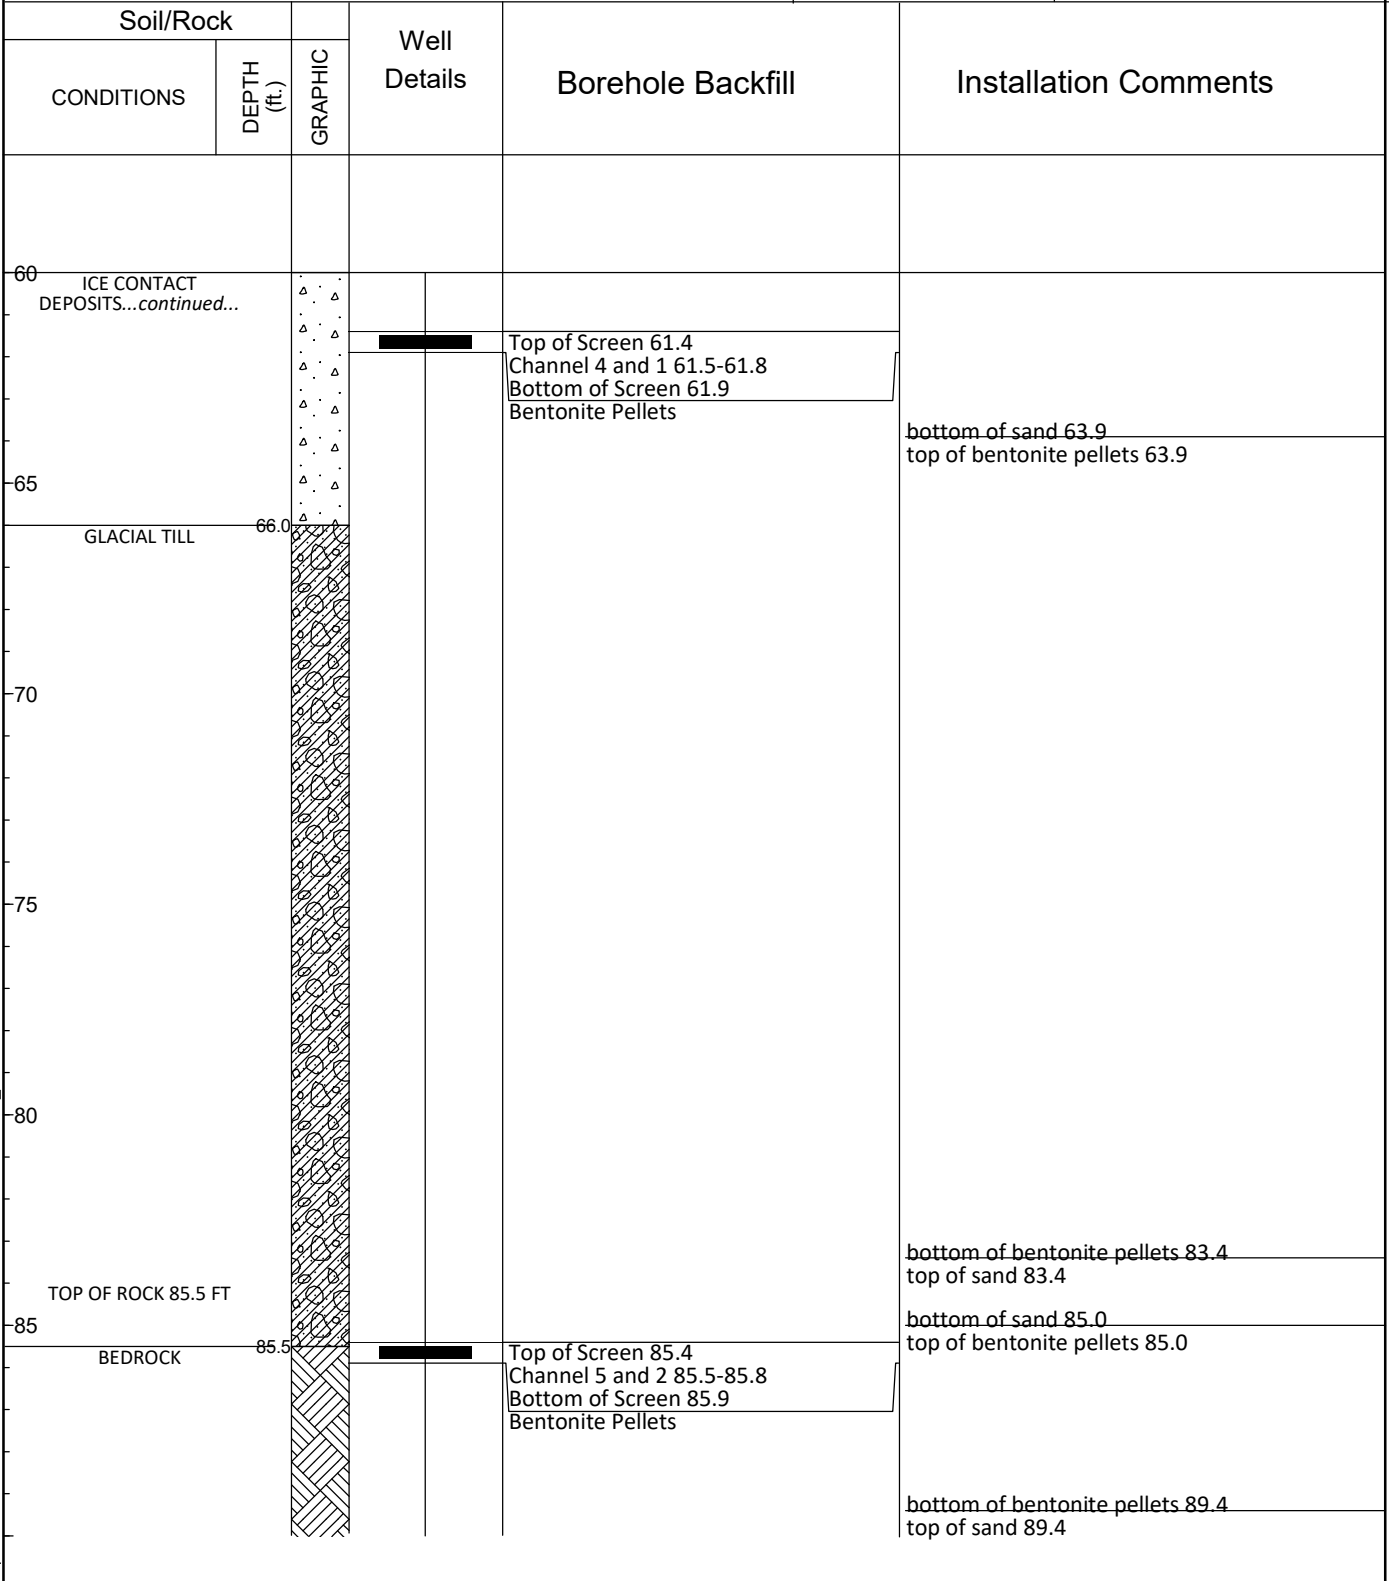 Soil/Rock
CONDITIONS
DEPTH
(ft.)
GRAPHIC
Well
Details
Borehole Backfill
Installation Comments
60
ICE CONTACT
DEPOSITS...continued...
Top of Screen 61.4
Channel 4 and 1 61.5-61.8
Bottom of Screen 61.9
Bentonite Pellets
bottom of sand 63.9
top of bentonite pellets 63.9
65
66.0
GLACIAL TILL
70
75
80
bottom of bentonite pellets 83.4
top of sand 83.4
TOP OF ROCK 85.5 FT
85
bottom of sand 85.0
top of bentonite pellets 85.0
85.5
BEDROCK
Top of Screen 85.4
Channel 5 and 2 85.5-85.8
Bottom of Screen 85.9
Bentonite Pellets
bottom of bentonite pellets 89.4
top of sand 89.4